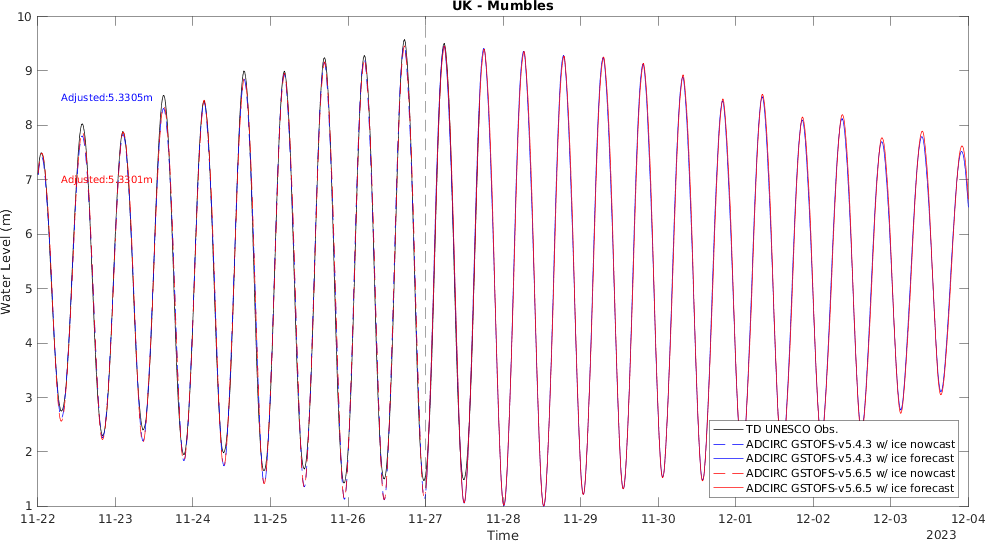 UK - Mumbles
10
9
8
7
6
5
4
3
2
1
Water Level (m)
Adjusted:5.3305m
Adjusted:5.3301m
TD UNESCO Obs.
ADCIRC GSTOFS-v5.4.3 w/ ice nowcast
ADCIRC GSTOFS-v5.4.3 w/ ice forecast
ADCIRC GSTOFS-v5.6.5 w/ ice nowcast
ADCIRC GSTOFS-v5.6.5 w/ ice forecast
11-22 11-23 11-24 11-25 11-26 11-27 11-28 11-29 11-30 12-01 12-02 12-03 12-04
Time
2023